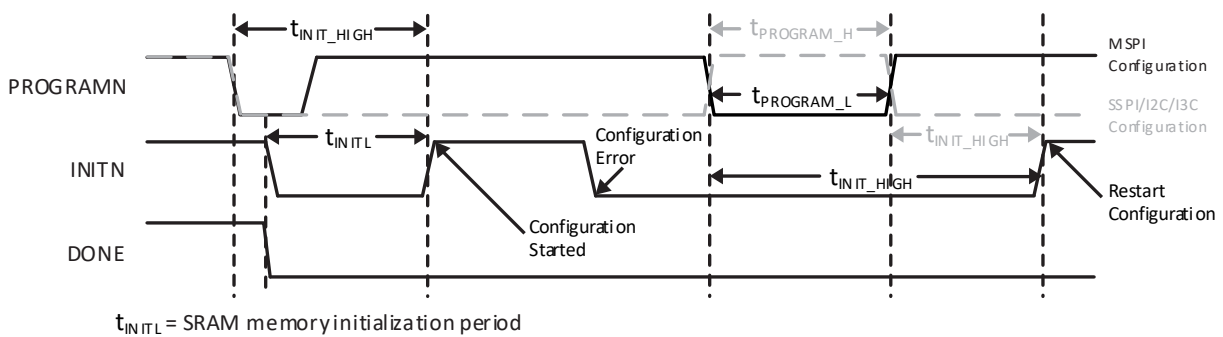 tINIT_HIGH
tPROGRAM_H
MSPI
Configuration
PROGRAMN
tPROGRAM_L
SSPI/I2C/I3C
Configuration
tINITL
Configuration
Error
tINIT_HIGH
INITN
tINIT_HIGH
Restart
Configuration
Configuration
Started
DONE
tINITL = SRAM memory initialization period